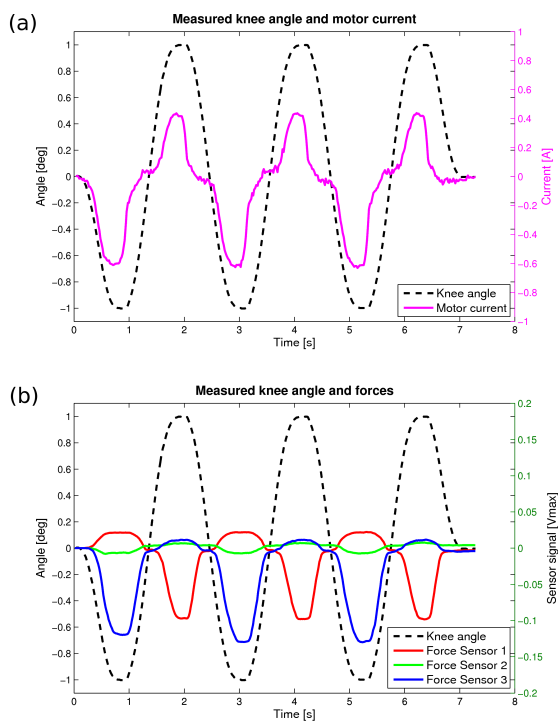 (a)
Measured knee angle and motor current
1
0.8
0.6
0.4
0.2
0
−0.2
−0.4
−0.6
−0.8
−1
Angle [deg]
1
0.8
0.6
0.4
0.2
0
−0.2
−0.4
−0.6
−0.8
−1
Current [A]
Knee angle
Motor current
0 1 2 3 4 5 6 7 8
Time [s]
(b)
Measured knee angle and forces
1
0.8
0.6
0.4
0.2
0
−0.2
−0.4
−0.6
−0.8
−1
Angle [deg]
0.2
0.15
0.1
0.05
0
−0.05
−0.1
−0.15
−0.2
Sensor signal [Vmax]
Knee angle
Force Sensor 1
Force Sensor 2
Force Sensor 3
0 1 2 3 4 5 6 7 8
Time [s]